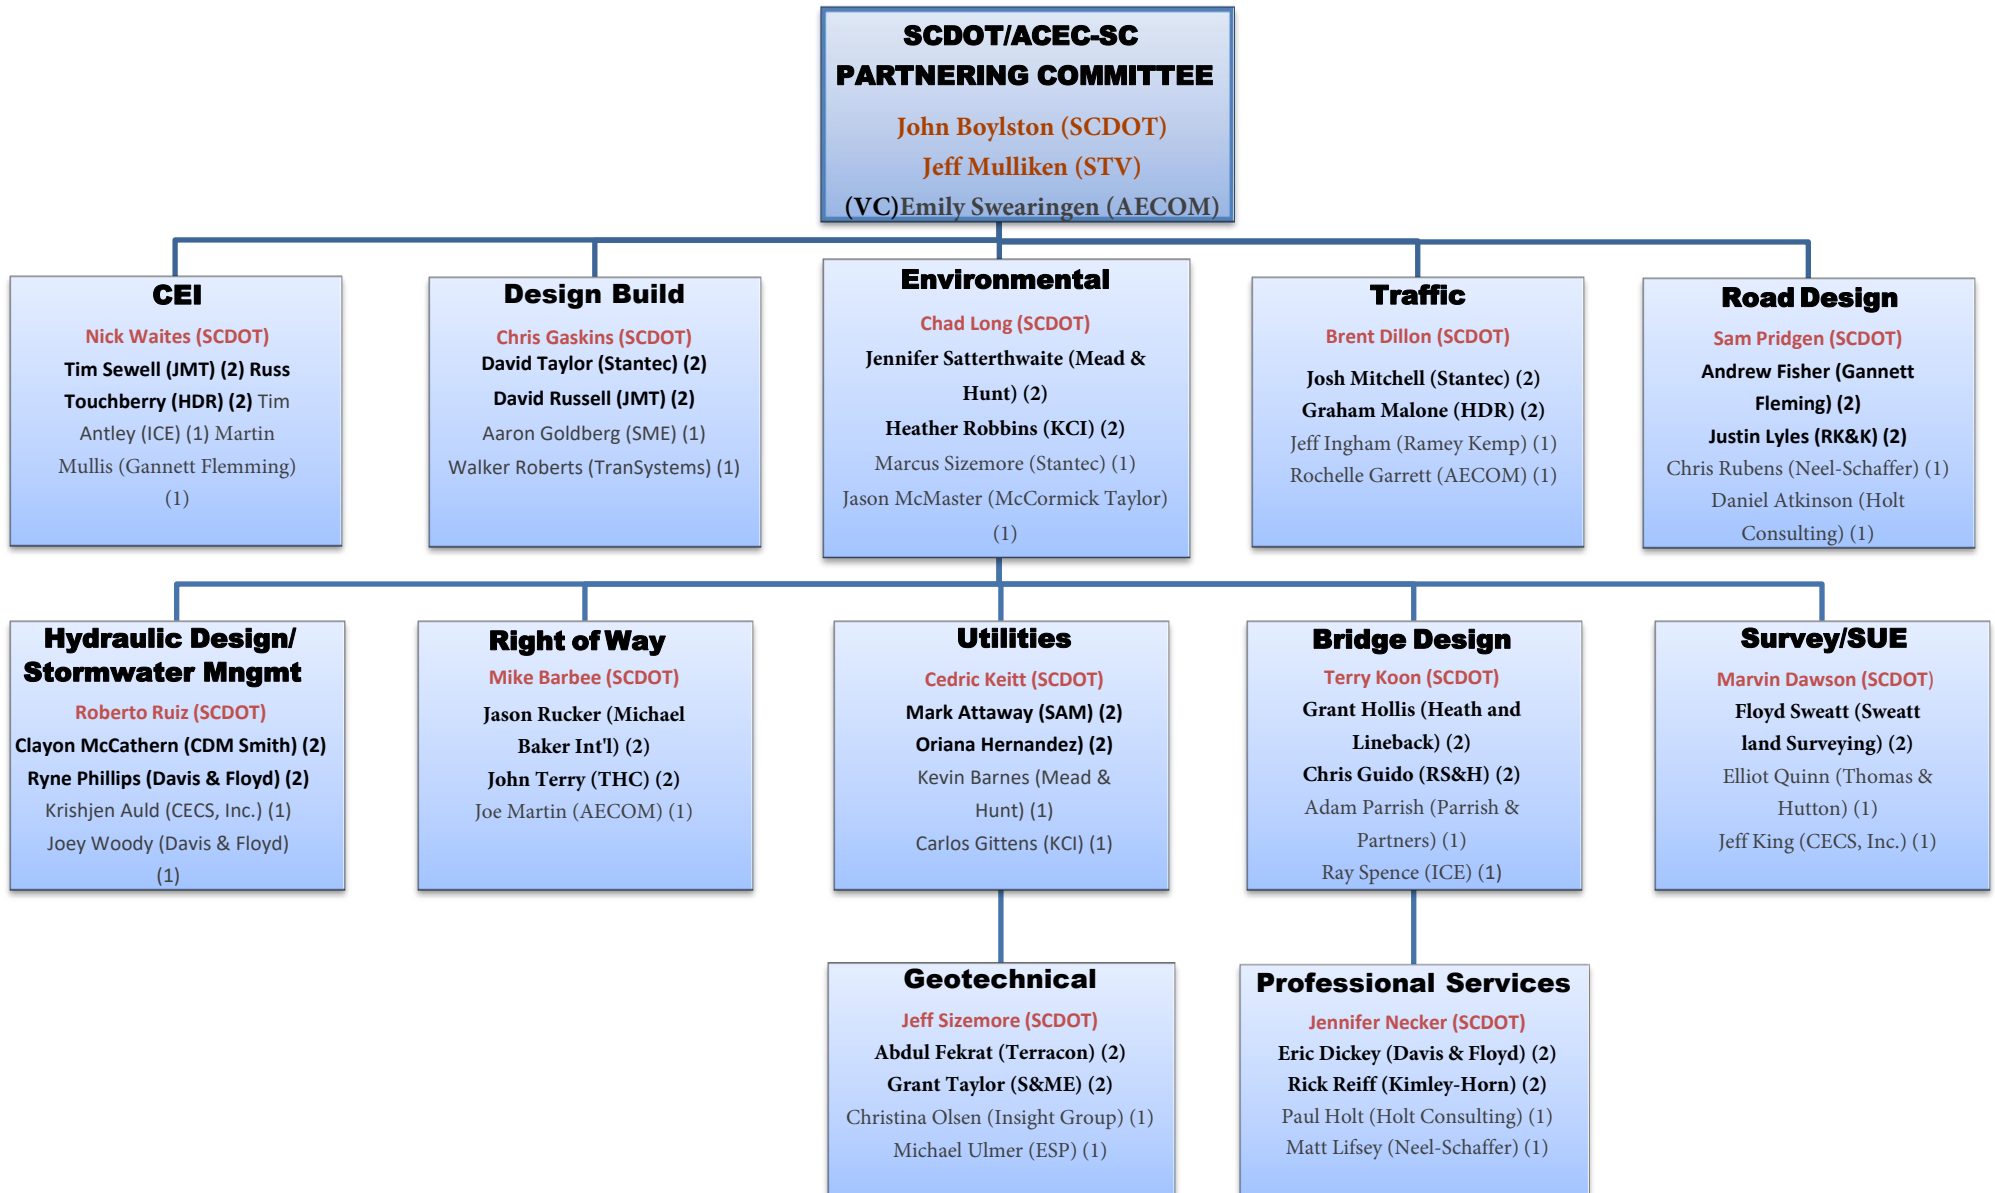 SCDOT/ACEC-SC
PARTNERING COMMITTEE
John Boylston (SCDOT)
Jeff Mulliken (STV)
(VC)Emily Swearingen (AECOM)
CEI
Nick Waites (SCDOT)
Tim Sewell (JMT) (2) Russ
Touchberry (HDR) (2) Tim
Antley (ICE) (1) Martin
Mullis (Gannett Flemming)
(1)
Design Build
Chris Gaskins (SCDOT)
David Taylor (Stantec) (2)
David Russell (JMT) (2)
Aaron Goldberg (SME) (1)
Walker Roberts (TranSystems) (1)
Environmental
Chad Long (SCDOT)
Jennifer Satterthwaite (Mead &
Hunt) (2)
Heather Robbins (KCI) (2)
Marcus Sizemore (Stantec) (1)
Jason McMaster (McCormick Taylor)
(1)
Traffic
Brent Dillon (SCDOT)
Josh Mitchell (Stantec) (2)
Graham Malone (HDR) (2)
Jeff Ingham (Ramey Kemp) (1)
Rochelle Garrett (AECOM) (1)
Road Design
Sam Pridgen (SCDOT)
Andrew Fisher (Gannett
Fleming) (2)
Justin Lyles (RK&K) (2)
Chris Rubens (Neel-Schaffer) (1)
Daniel Atkinson (Holt
Consulting) (1)
Hydraulic Design/
Stormwater Mngmt
Roberto Ruiz (SCDOT)
Clayon McCathern (CDM Smith) (2)
Ryne Phillips (Davis & Floyd) (2)
Krishjen Auld (CECS, Inc.) (1)
Joey Woody (Davis & Floyd)
(1)
Right of Way
Mike Barbee (SCDOT)
Jason Rucker (Michael
Baker Int'l) (2)
John Terry (THC) (2)
Joe Martin (AECOM) (1)
Utilities
Cedric Keitt (SCDOT)
Mark Attaway (SAM) (2)
Oriana Hernandez) (2)
Kevin Barnes (Mead &
Hunt) (1)
Carlos Gittens (KCI) (1)
Bridge Design
Terry Koon (SCDOT)
Grant Hollis (Heath and
Lineback) (2)
Chris Guido (RS&H) (2)
Adam Parrish (Parrish &
Partners) (1)
Ray Spence (ICE) (1)
Survey/SUE
Marvin Dawson (SCDOT)
Floyd Sweatt (Sweatt
land Surveying) (2)
Elliot Quinn (Thomas &
Hutton) (1)
Jeff King (CECS, Inc.) (1)
Geotechnical
Jeff Sizemore (SCDOT)
Abdul Fekrat (Terracon) (2)
Grant Taylor (S&ME) (2)
Christina Olsen (Insight Group) (1)
Michael Ulmer (ESP) (1)
Professional Services
Jennifer Necker (SCDOT)
Eric Dickey (Davis & Floyd) (2)
Rick Reiff (Kimley-Horn) (2)
Paul Holt (Holt Consulting) (1)
Matt Lifsey (Neel-Schaffer) (1)